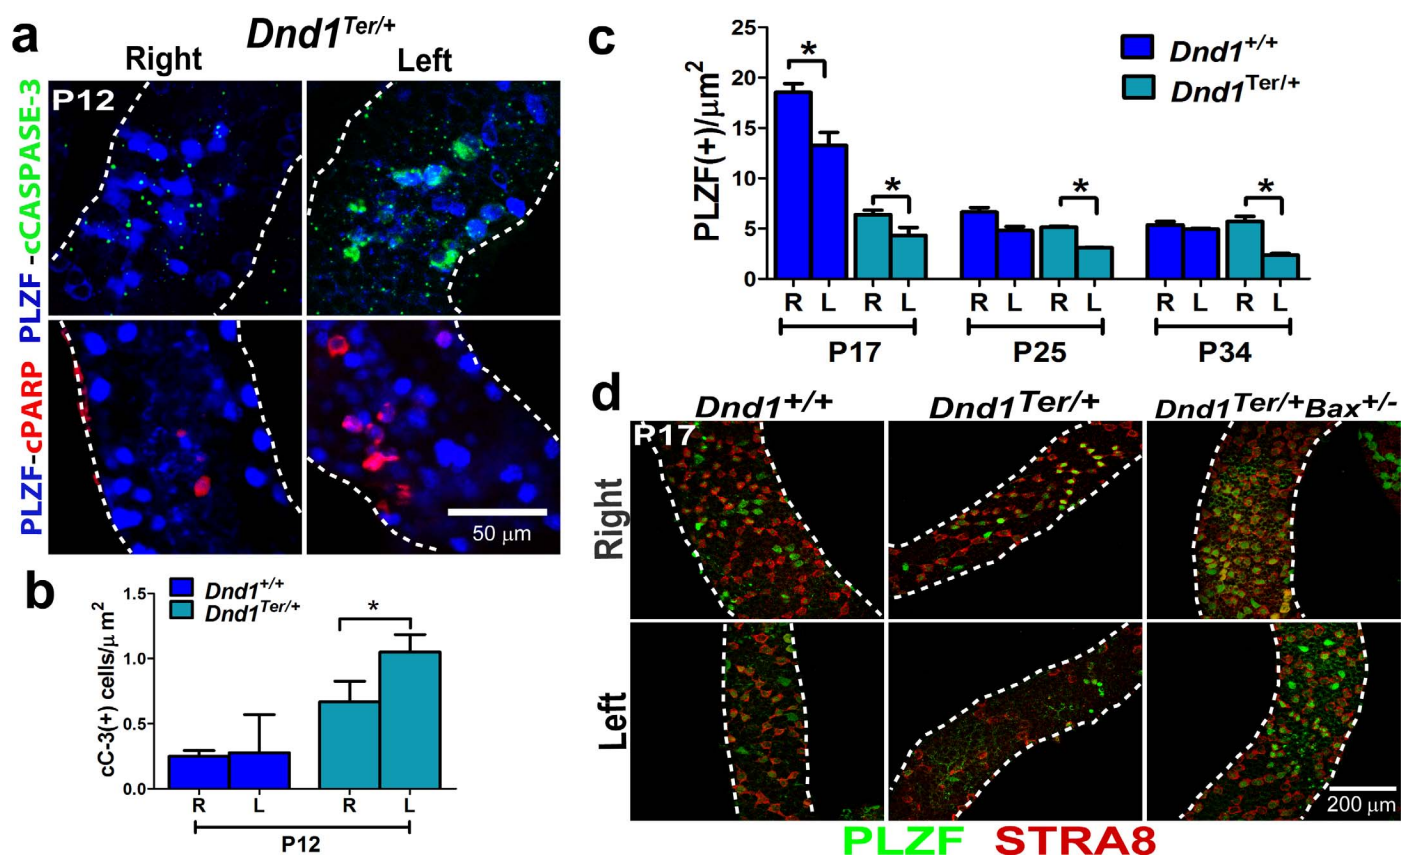 a
Dnd1Ter/+
Right Left
P12
PLZF-cCASPASE-3
PLZF-cPARP
50 μm
b
Dnd1+/+
Dnd1Ter/+
cC-3(+) cells/μ m2
1.5
1.0
0.5
0.0
*
R L R L
P12
c
Dnd1+/+
Dnd1Ter/+
PLZF(+)/μm2
25
20
15
10
5
0
* * * *
R L R L R L R L R L R L
P17 P25 P34
d
Dnd1+/+ Dnd1Ter/+ Dnd1Ter/+Bax+/-
P17
Right
Left
200 μm
PLZF STRA8